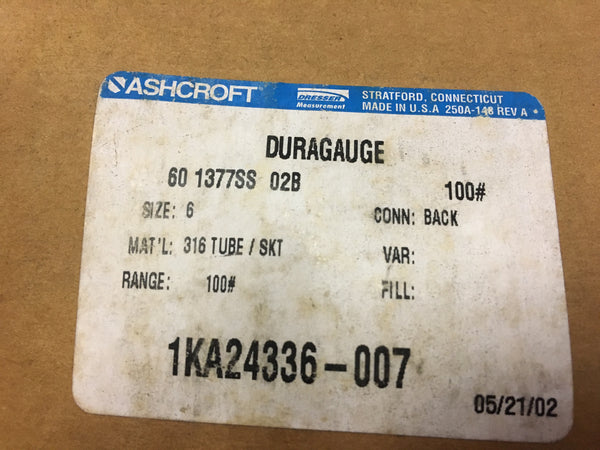 ASHCROFT
DRESSER
Measurement
STRATFORD, CONNECTICUT
MADE IN U.S.A 250A-148 REV A
DURAGAUGE
60 1377SS 02B 100#
SIZE: 6 CONN: BACK
MAT'L: 316 TUBE / SKT VAR:
RANGE: 100# FILL:
1KA24336-007
05/21/02